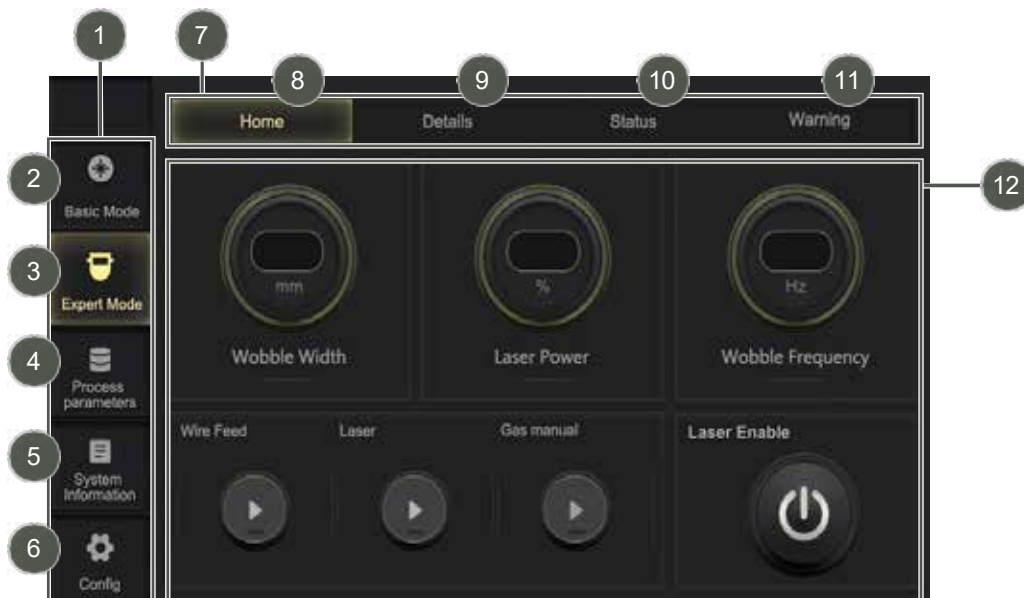 1
7
8
9
10
11
Home
Details
Status
Warning
2
Basic Mode
12
3
Expert Mode
mm
%
Hz
4
Process
parameters
Wobble Width
Laser Power
Wobble Frequency
5
System
Information
Wire Feed
Laser
Gas manual
Laser Enable
6
Config